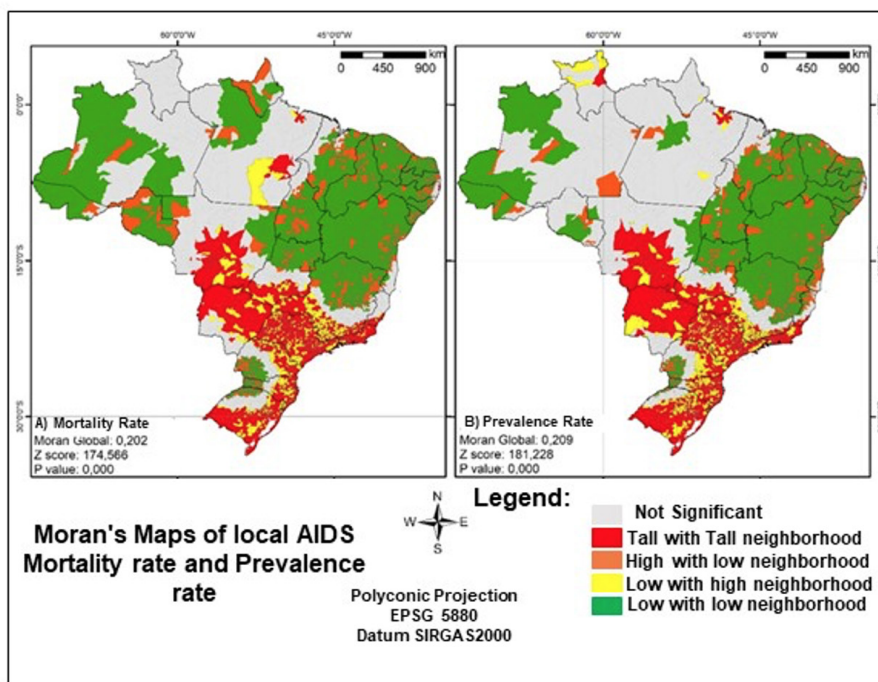 60°0'0"W
45°0'0"W
60°0'0"W
45°0'0"W
km
0 450 900
km
0 450 900
0°0'0"
15°0'0"S
30°0'0"S
A) Mortality Rate
Moran Global: 0,202
Z score: 174,566
P value: 0,000
B) Prevalence Rate
Moran Global: 0,209
Z score: 181,228
P value: 0,000
Moran's Maps of local AIDS
Mortality rate and Prevalence
rate
N
W E
S
Polyconic Projection
EPSG 5880
Datum SIRGAS2000
Legend:
Not Significant
Tall with Tall neighborhood
High with low neighborhood
Low with high neighborhood
Low with low neighborhood